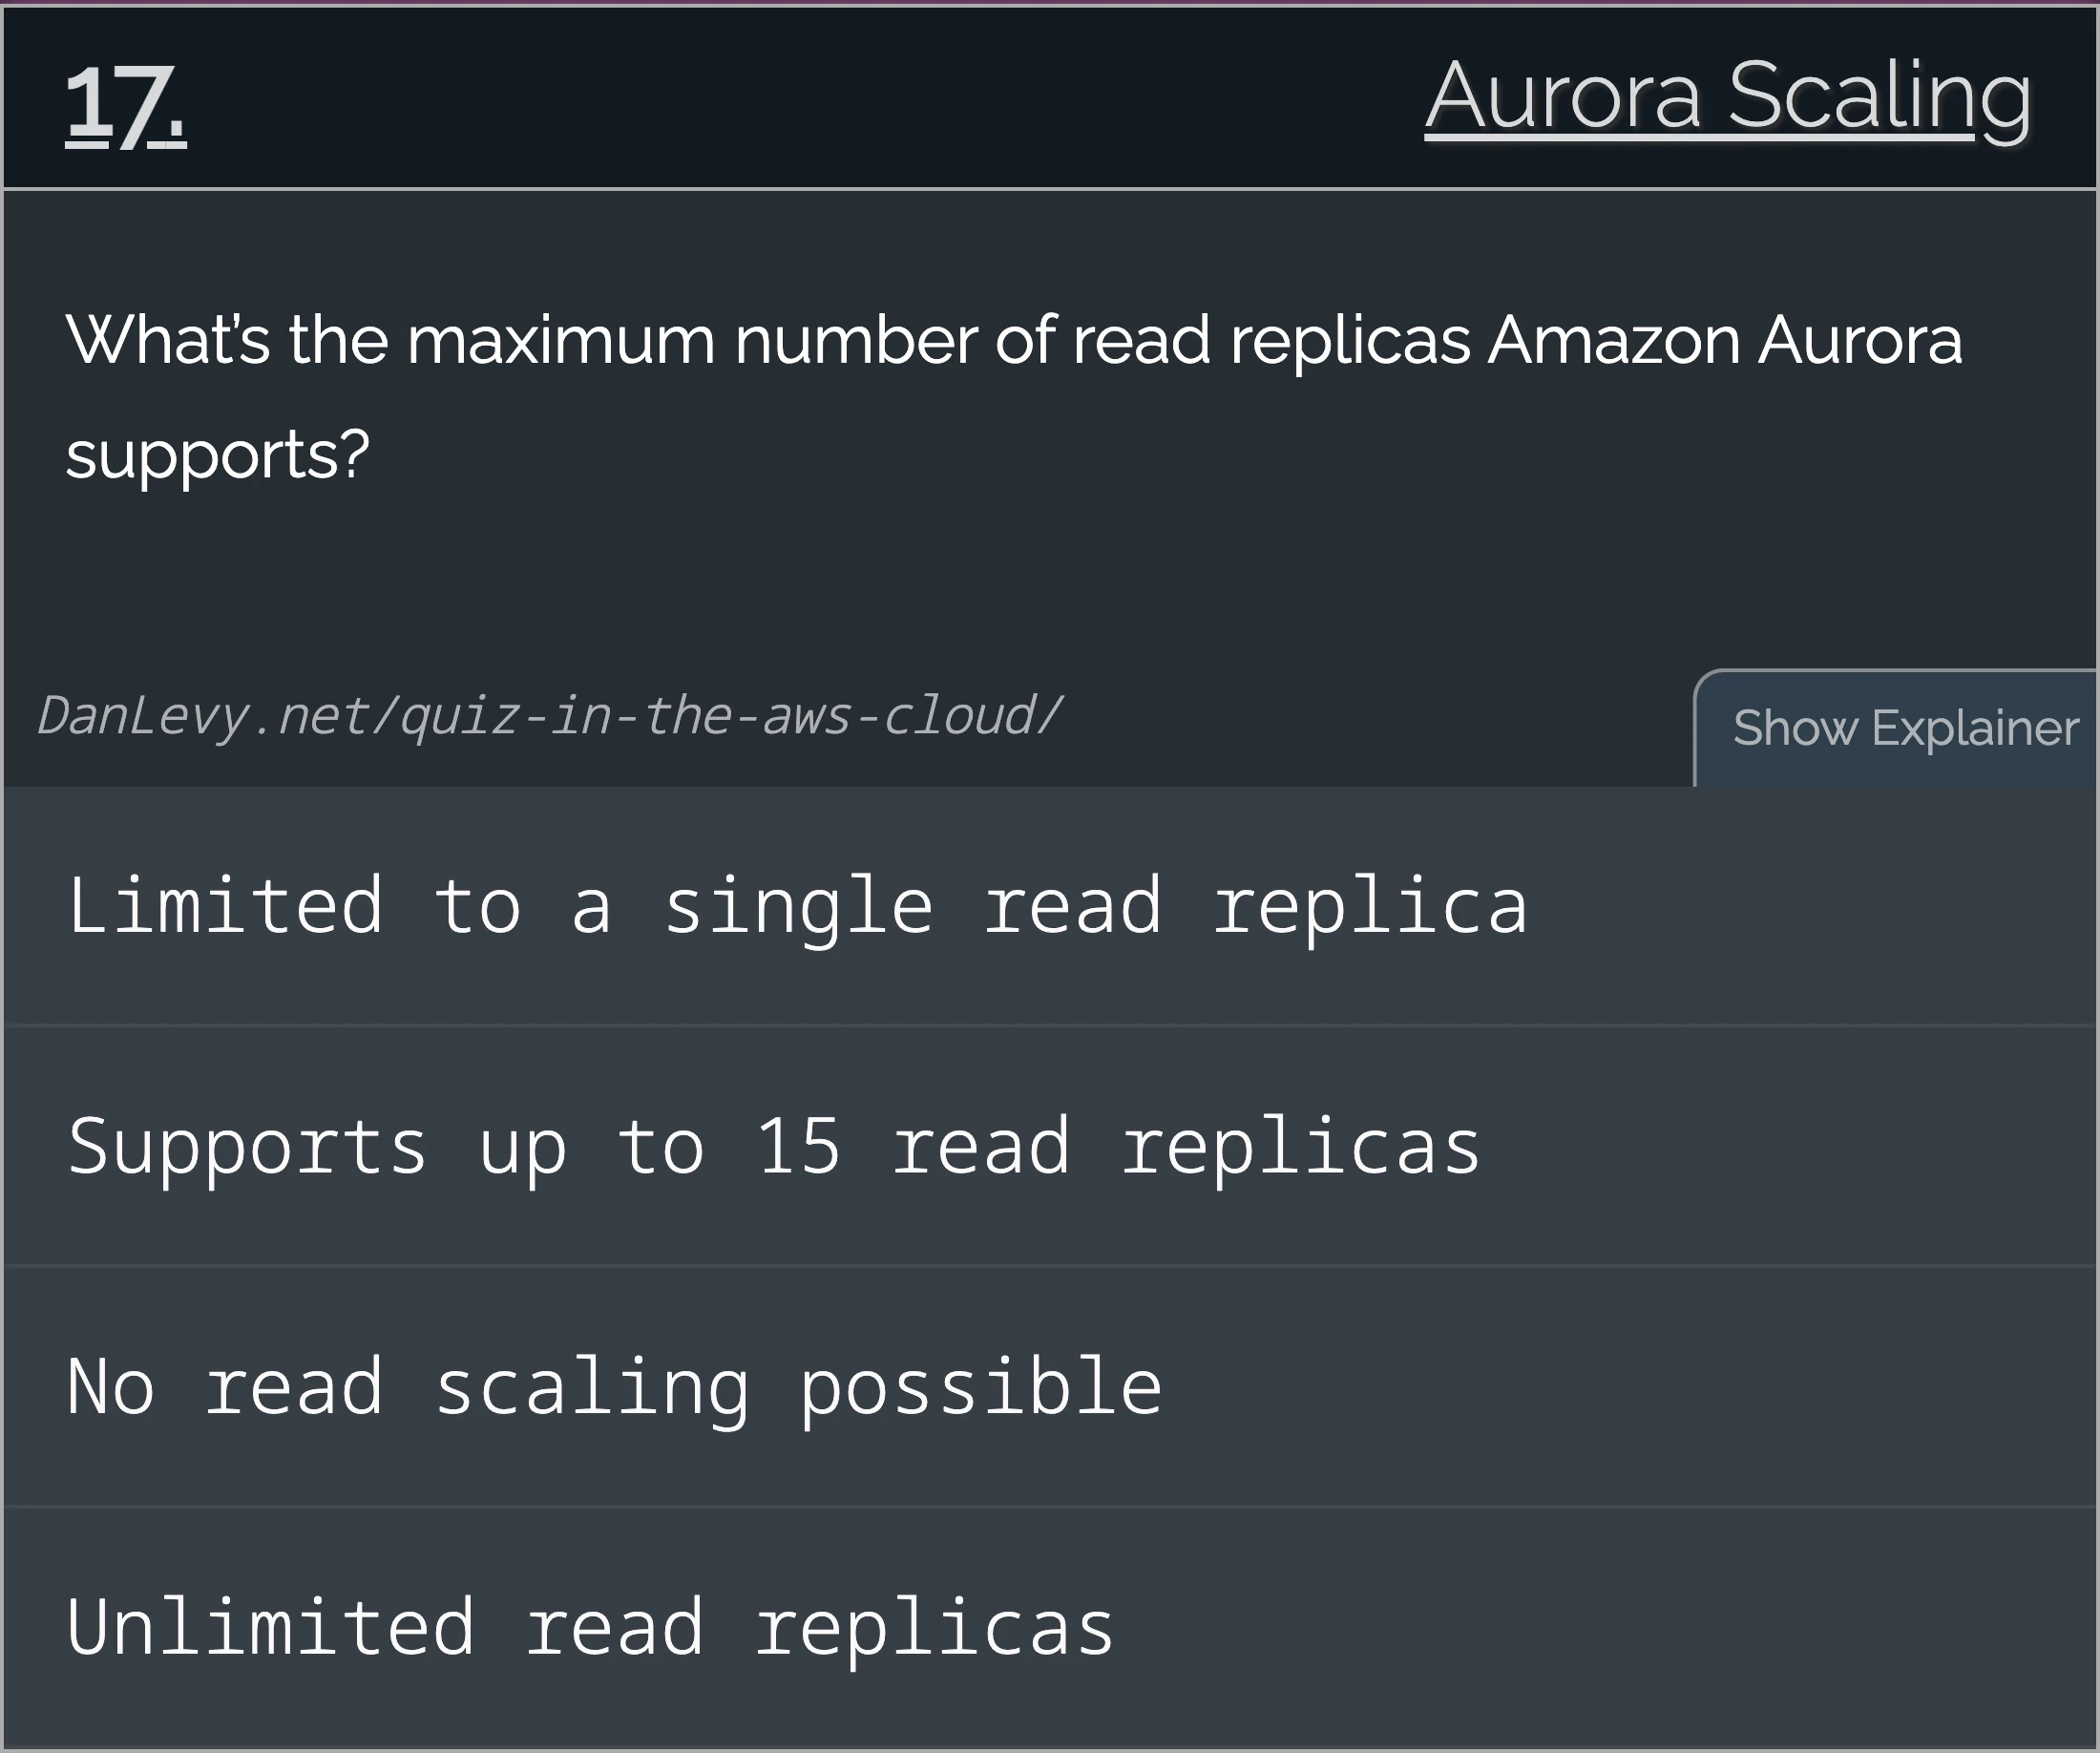 17.
Aurora Scaling
What's the maximum number of read replicas Amazon Aurora
supports?
DanLevy.net/quiz-in-the-aws-cloud/
Show Explainer
Limited to a single read replica
Supports up to 15 read replicas
No read scaling possible
Unlimited read replicas